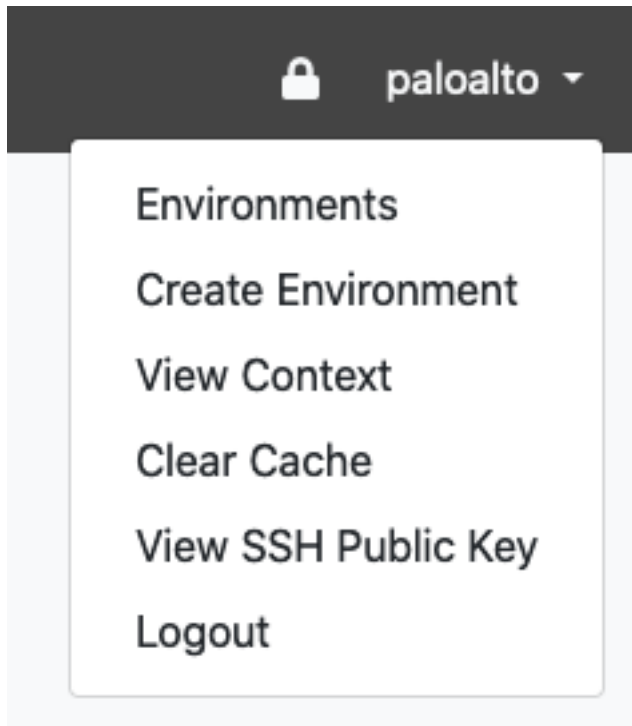 paloalto
Environments
Create Environment
View Context
Clear Cache
View SSH Public Key
Logout